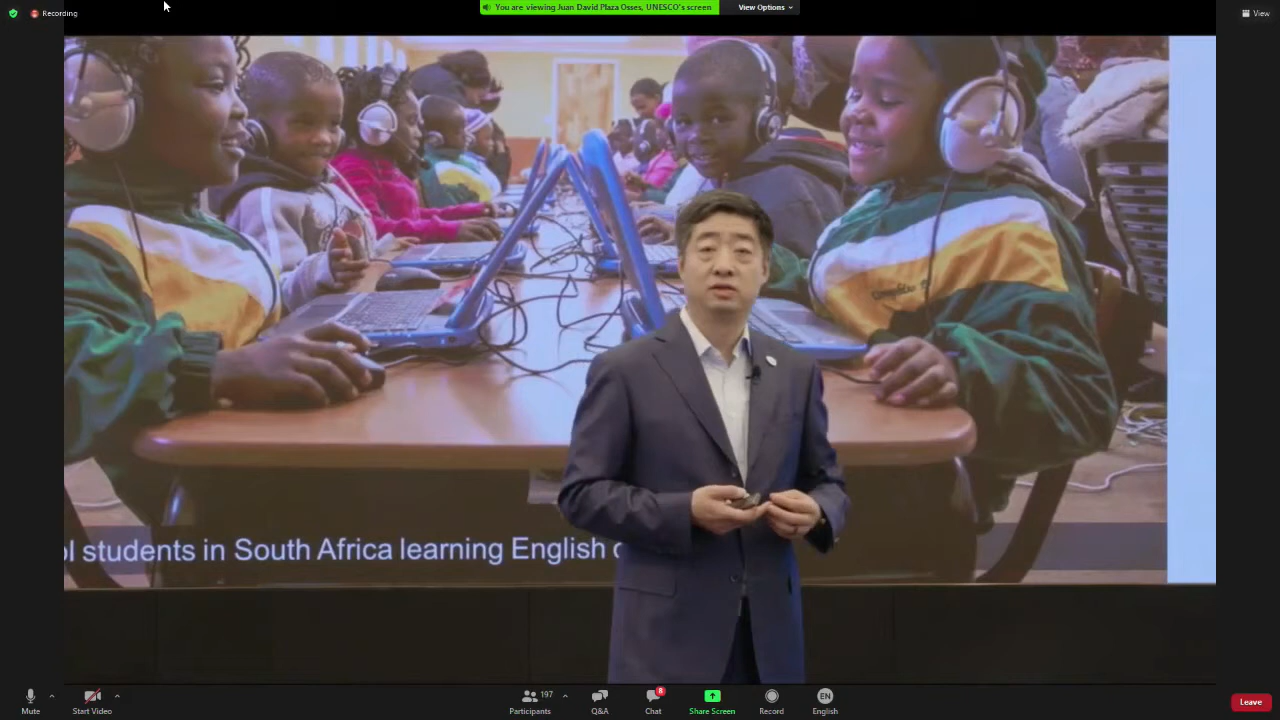 Recording
You are viewing Juan David Plaza Osses, UNESCO's screen
View Options
View
ol students in South Africa learning English
Mute
Start Video
Participants
197
Q&A
Chat
8
Share Screen
Record
EN
English
Leave